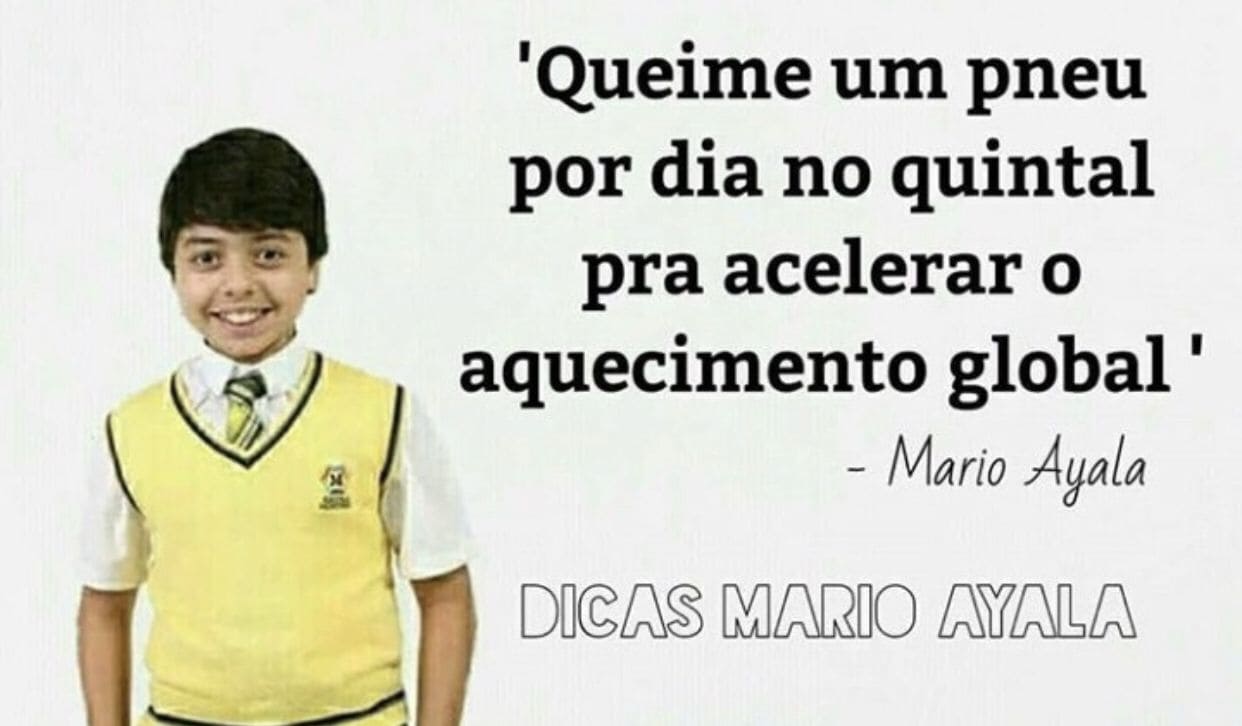 'Queime um pneu
por dia no quintal
pra acelerar o
aquecimento global '
- Mario Ayala
DICAS MARIO AYALA